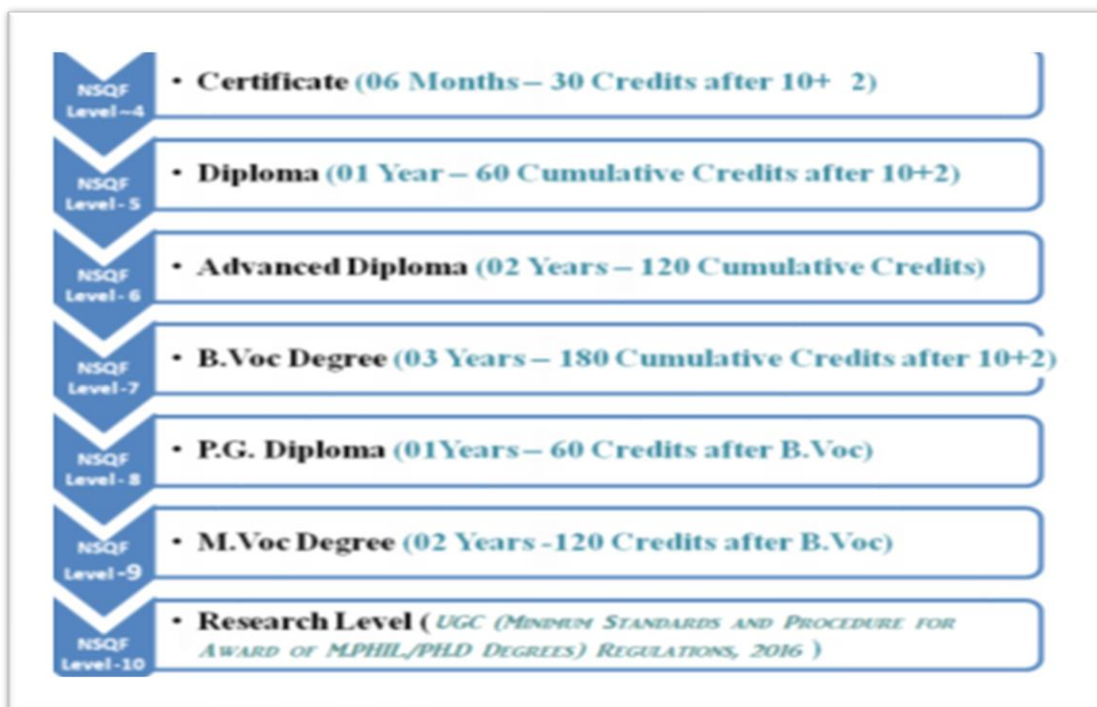 NSQF
Level-4
• Certificate (06 Months – 30 Credits after 10+ 2)
NSQF
Level-5
• Diploma (01 Year – 60 Cumulative Credits after 10+2)
NSQF
Level-6
• Advanced Diploma (02 Years – 120 Cumulative Credits)
NSQF
Level-7
• B.Voc Degree (03 Years – 180 Cumulative Credits after 10+2)
NSQF
Level-8
• P.G. Diploma (01Years – 60 Credits after B.Voc)
NSQF
Level-9
• M.Voc Degree (02 Years -120 Credits after B.Voc)
NSQF
Level-10
• Research Level ( UGC (MINIMUM STANDARDS AND PROCEDURE FOR
AWARD OF M.PHIL./PH.D DEGREES) REGULATIONS, 2016 )